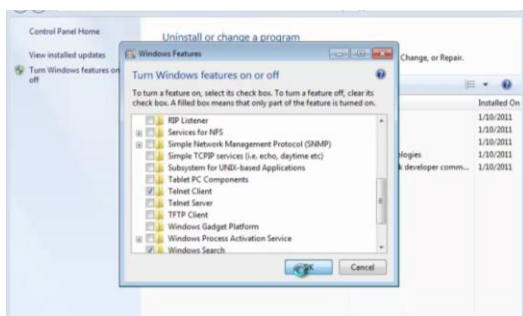 Control Panel Home
View installed updates
Turn Windows features on
off
Uninstall or change a program
Change, or Repair.
Installed On
1/10/2011
1/10/2011
1/10/2011
ologies 1/10/2011
k developer comm... 1/10/2011
Windows Features
Turn Windows features on or off
To turn a feature on, select its check box. To turn a feature off, clear its
check box. A filled box means that only part of the feature is turned on.
RIP Listener
Services for NFS
Simple Network Management Protocol (SNMP)
Simple TCPIP services (i.e. echo, daytime etc)
Subsystem for UNIX-based Applications
Tablet PC Components
Telnet Client
Telnet Server
TFTP Client
Windows Gadget Platform
Windows Process Activation Service
Windows Search
Cancel